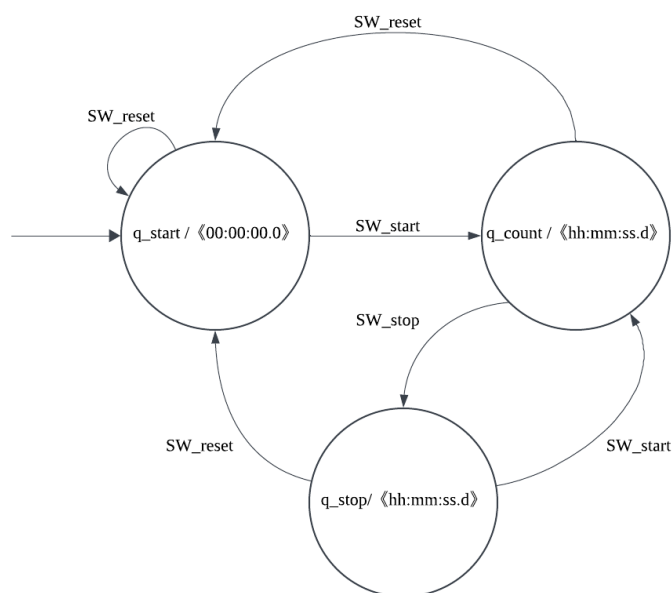 SW_reset
SW_reset
q_start /《00:00:00.0》
SW_start
q_count /《hh:mm:ss.d》
SW_stop
SW_reset
SW_start
q_stop/《hh:mm:ss.d》